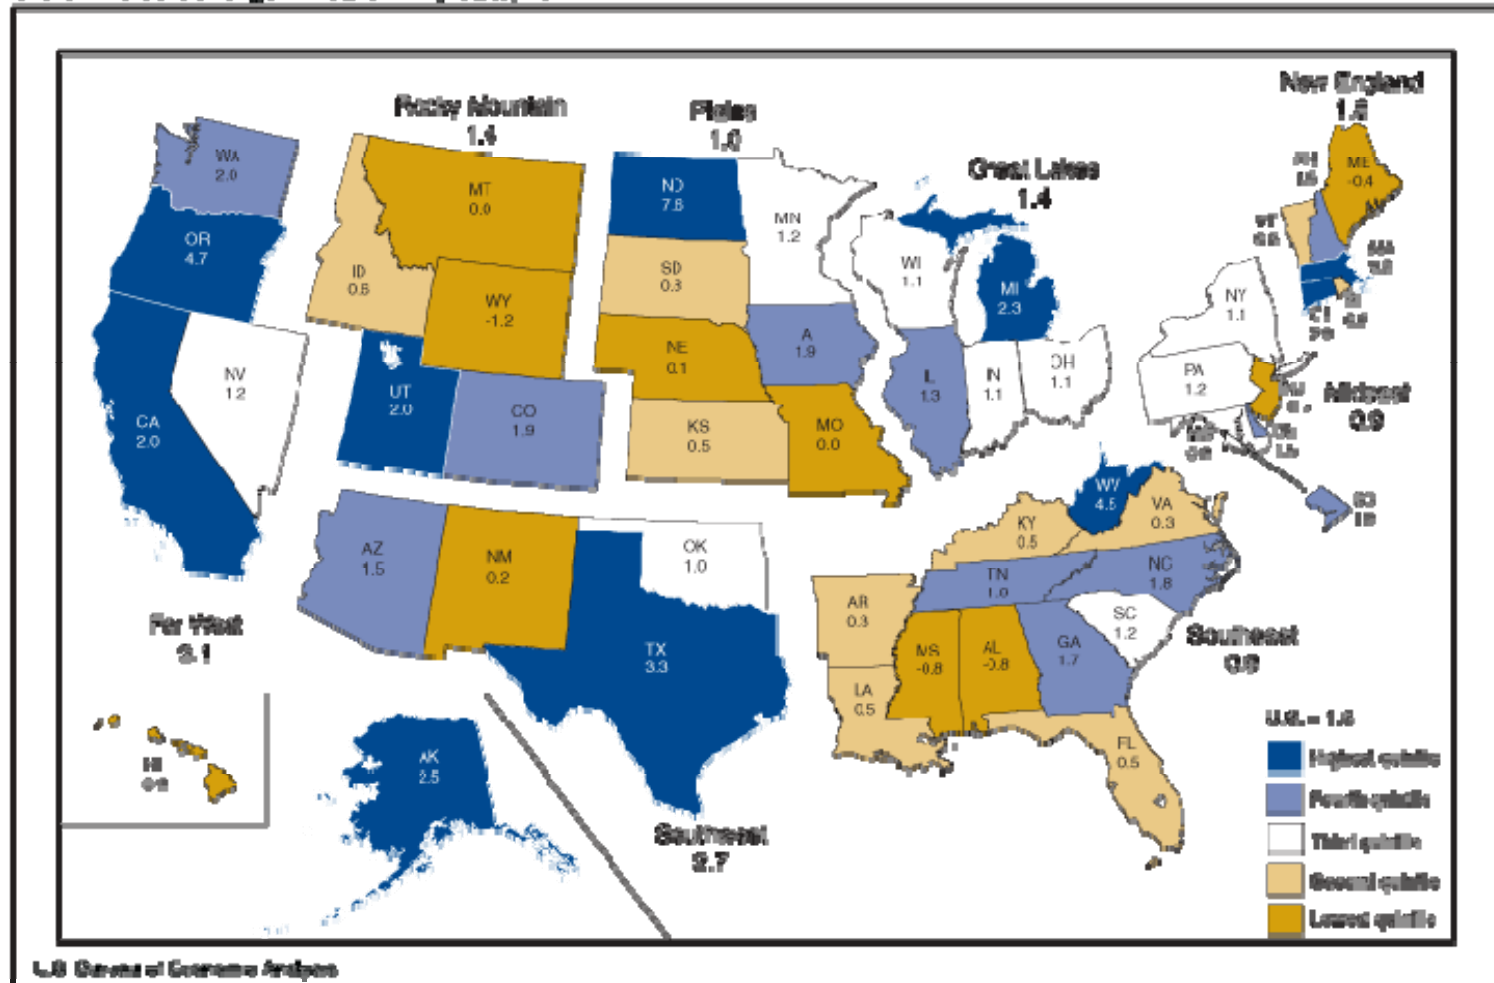 Rocky Mountain
1.4
Plains
1.0
New England
1.6
Great Lakes
1.4
WA
2.0
OR
4.7
CA
2.0
NV
1.2
ID
MT
WY
-1.2
UT
2.0
CO
1.9
ND
SD
0.3
NE
0.1
KS
0.5
MN
1.2
1.9
MO
0.0
WI
1.1
IL
1.3
MI
2.3
IN
1.1
OH
1.1
ME
-0.4
NY
1.1
PA
1.2
Mideast
0.9
AZ
1.5
NM
0.2
OK
1.0
TX
3.3
AR
0.3
LA
0.5
KY
0.5
WV
4.5
VA
0.3
TN
1.0
NC
1.8
SC
1.2
MS
-0.8
AL
-0.8
GA
1.7
FL
0.5
Southeast
Far West
HI
AK
2.5
Southwest
2.7
Highest quintile
Fourth quintile
Third quintile
Second quintile
Lowest quintile
U.S. Bureau of Economic Analysis